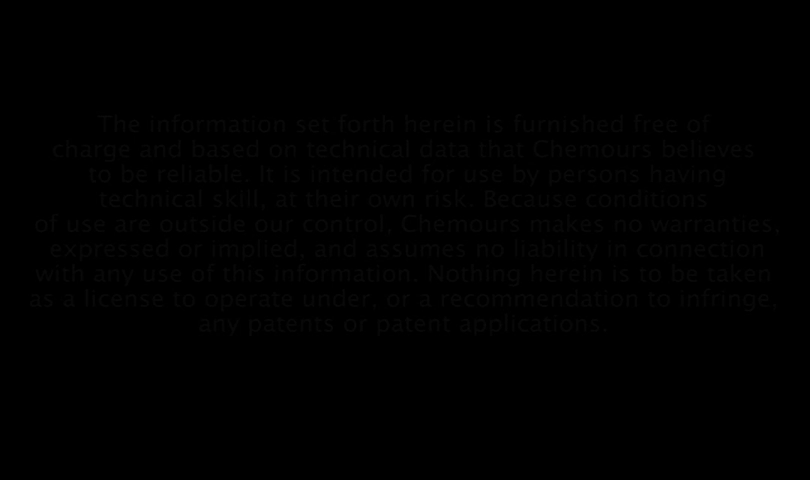 The information set forth herein is furnished free of
charge and based on technical data that Chemours believes
to be reliable. It is intended for use by persons having
technical skill, at their own risk. Because conditions
of use are outside our control, Chemours makes no warranties,
expressed or implied, and assumes no liability in connection
with any use of this information. Nothing herein is to be taken
as a license to operate under, or a recommendation to infringe,
any patents or patent applications.